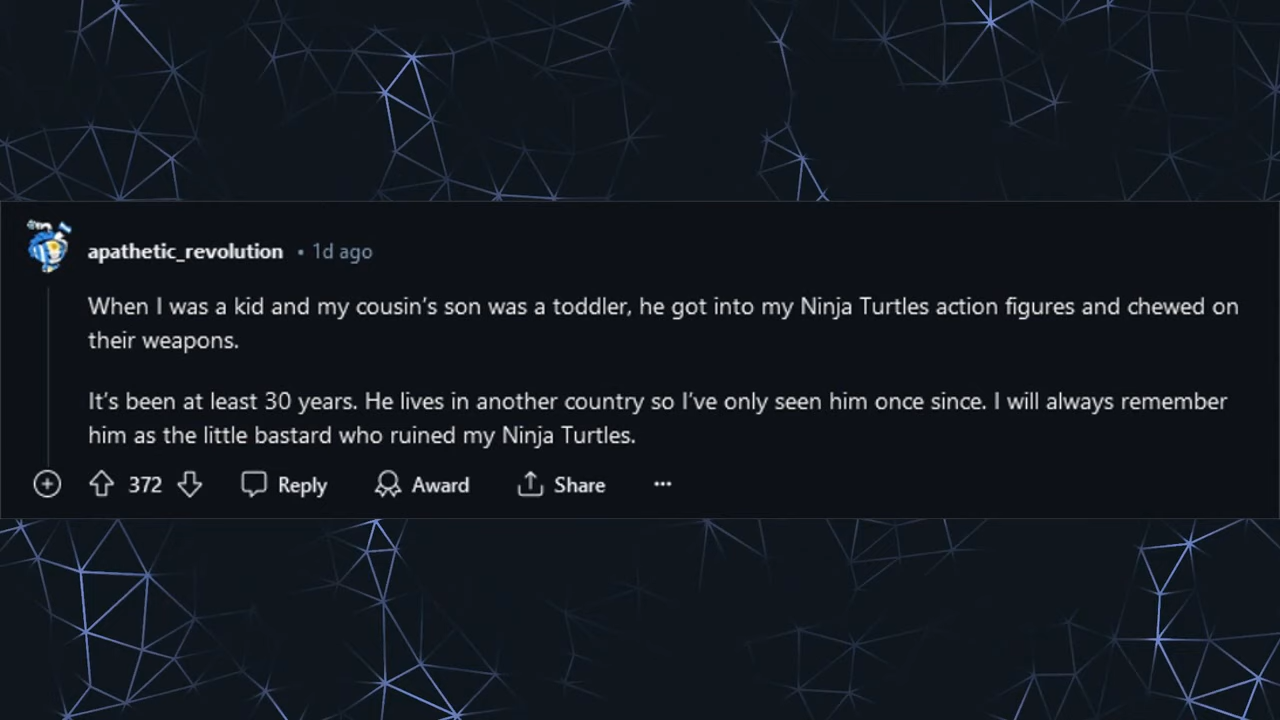 apathetic_revolution • 1d ago
When I was a kid and my cousin's son was a toddler, he got into my Ninja Turtles action figures and chewed on
their weapons.
It's been at least 30 years. He lives in another country so I've only seen him once since. I will always remember
him as the little bastard who ruined my Ninja Turtles.
372 Reply Award Share ...